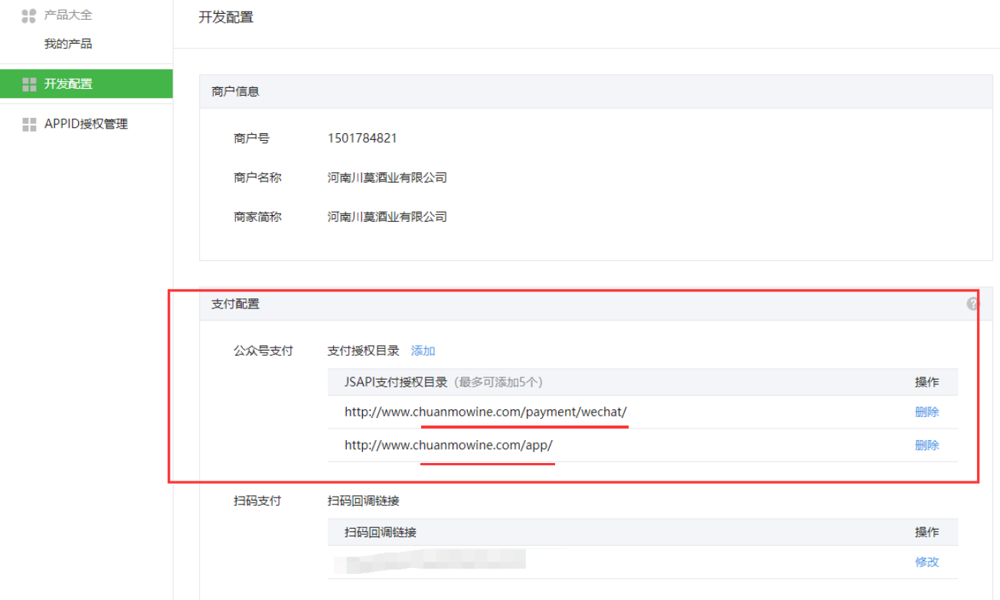 产品大全
我的产品
开发配置
APPID授权管理
开发配置
商户信息
商户号 1501784821
商户名称 河南川莫酒业有限公司
商家简称 河南川莫酒业有限公司
支付配置 ?
公众号支付 支付授权目录 添加
JSAPI支付授权目录（最多可添加5个） 操作
http://www.chuanmowine.com/payment/wechat/ 删除
http://www.chuanmowine.com/app/ 删除
扫码支付 扫码回调链接
扫码回调链接 操作
修改